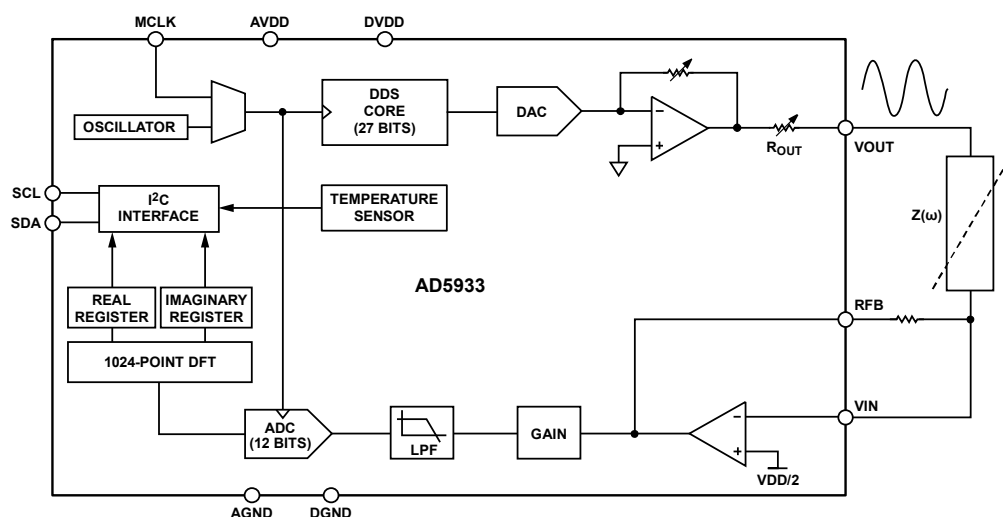 MCLK
AVDD
DVDD
OSCILLATOR
DDS
CORE
(27 BITS)
DAC
ROUT
VOUT
SCL
SDA
I2C
INTERFACE
TEMPERATURE
SENSOR
Z(ω)
AD5933
REAL
REGISTER
IMAGINARY
REGISTER
RFB
1024-POINT DFT
VIN
ADC
(12 BITS)
LPF
GAIN
VDD/2
AGND
DGND